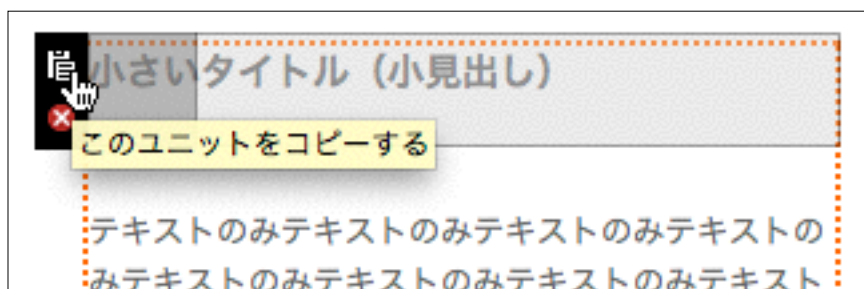 小さいタイトル（小見出し）
このユニットをコピーする
テキストのみテキストのみテキストのみテキストの
みテキストのみテキストのみテキストのみテキスト